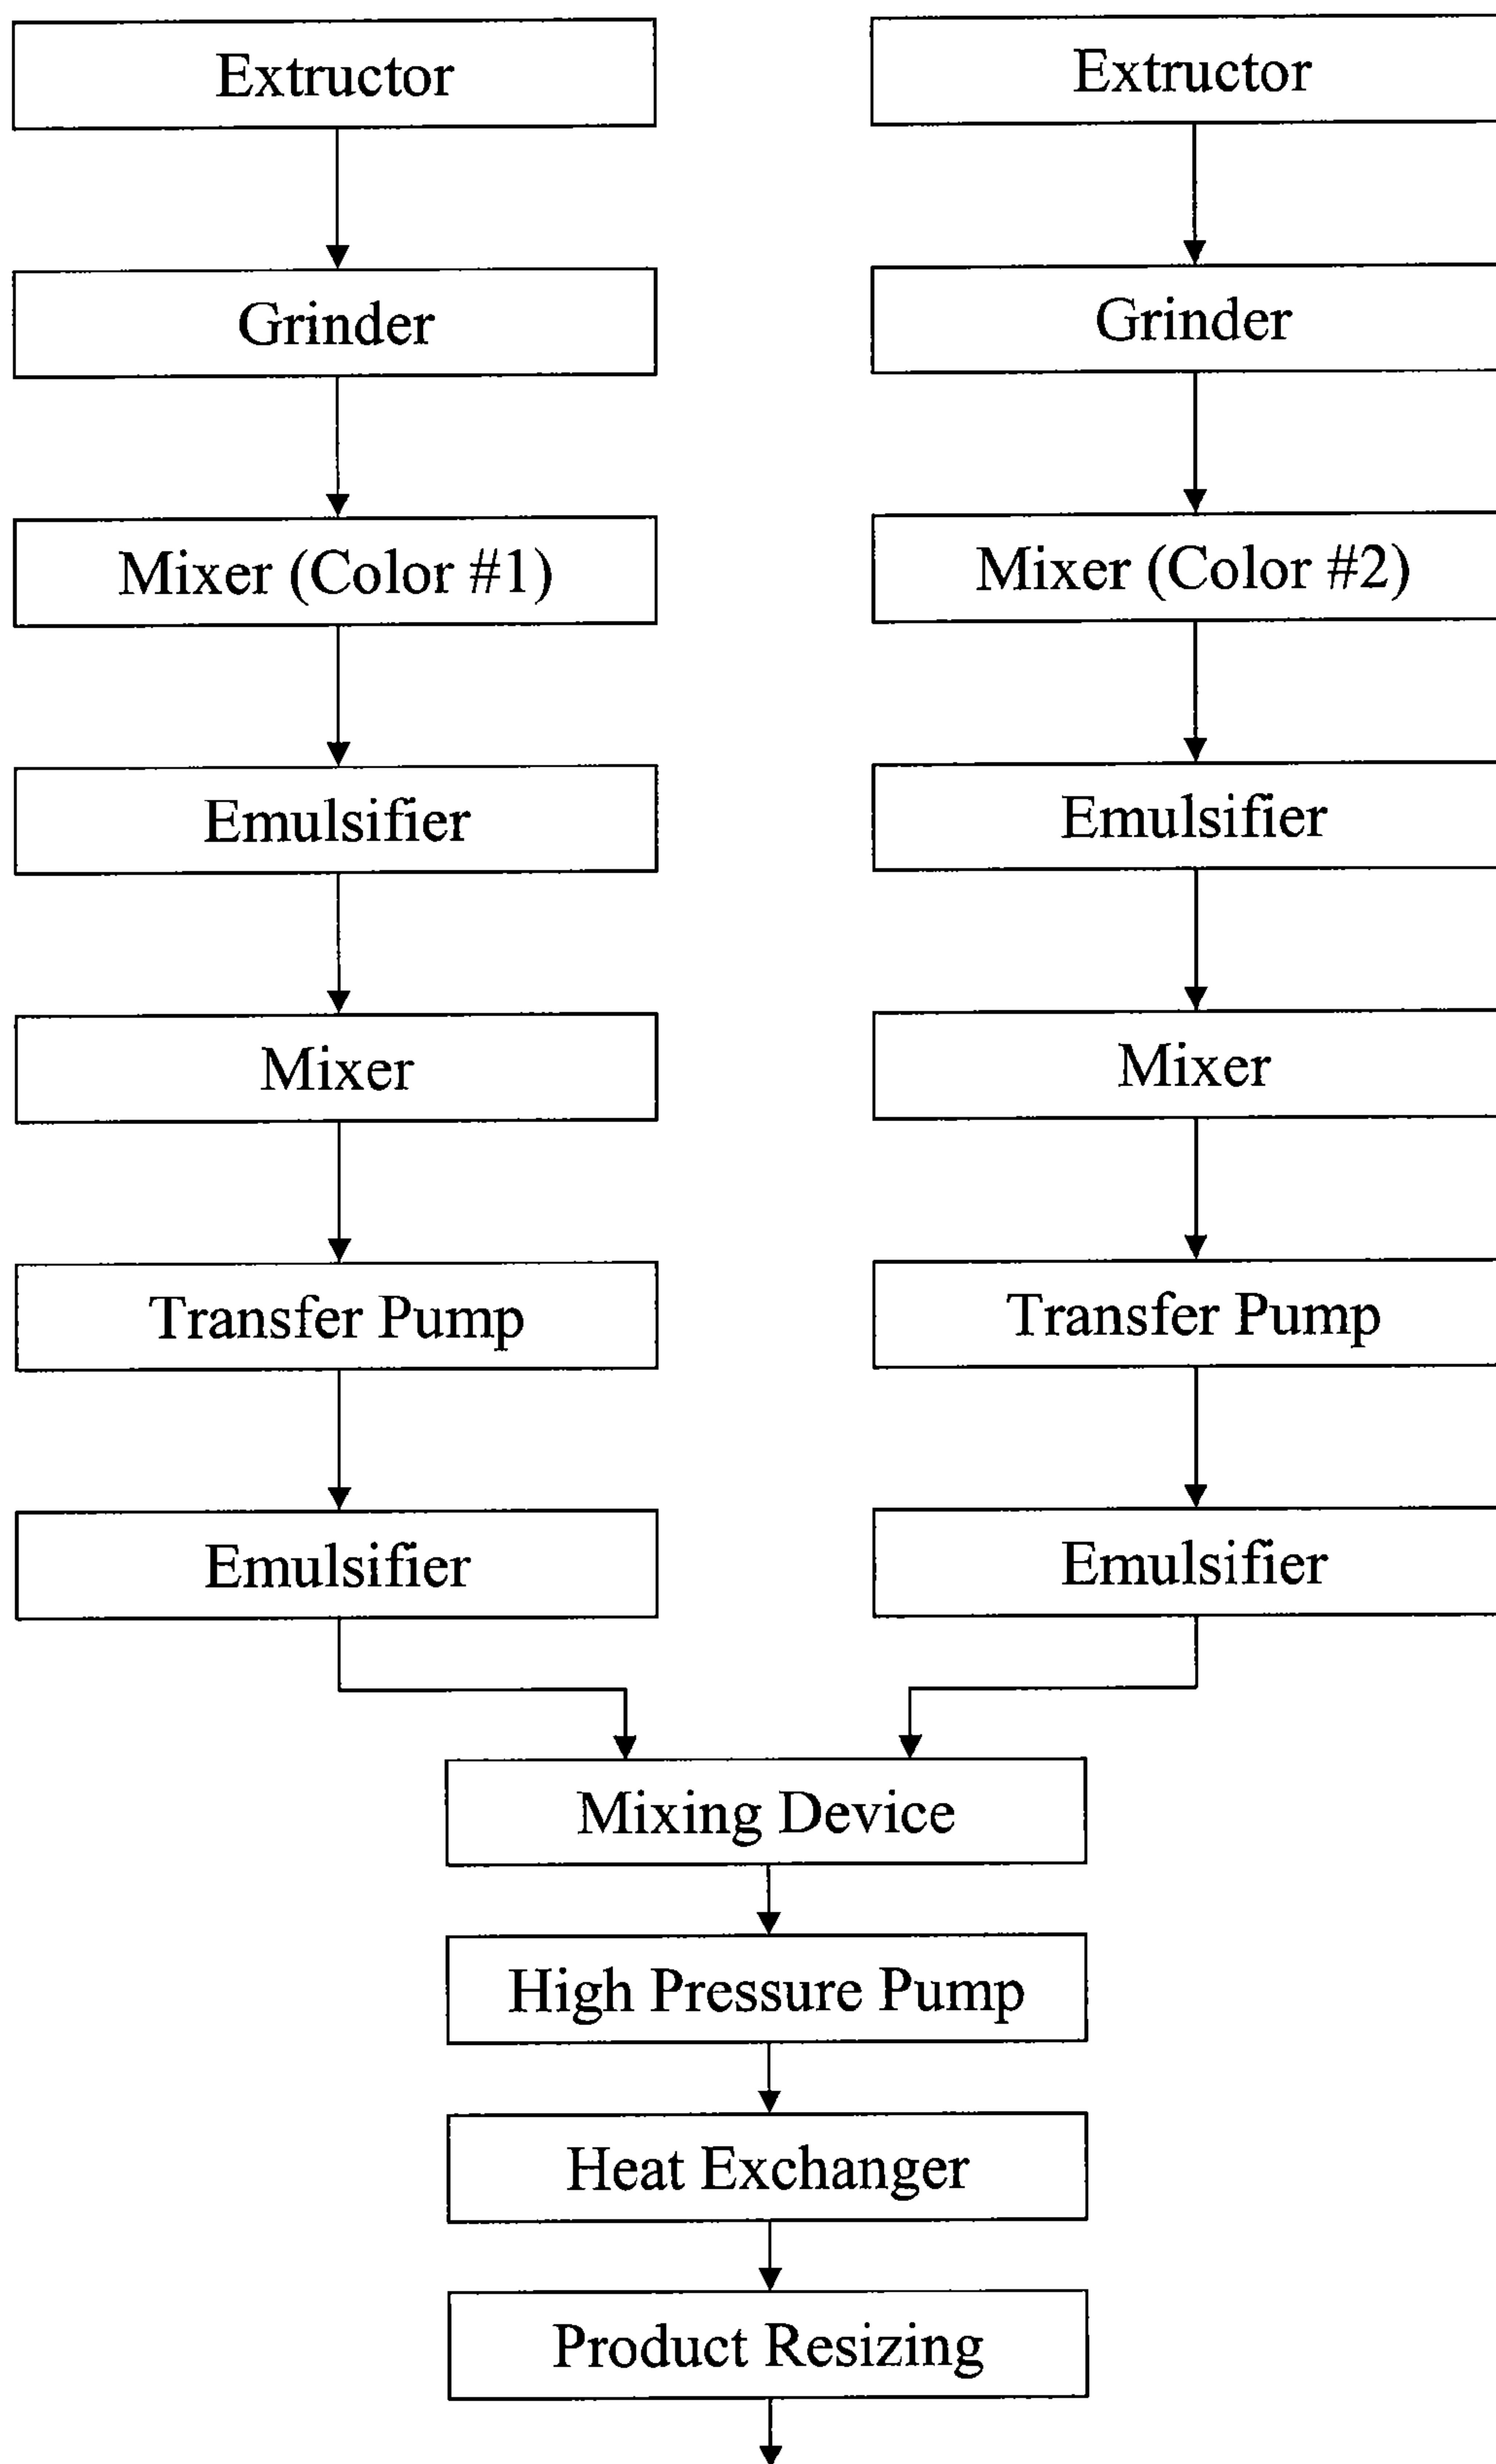 Extructor
Grinder
Mixer (Color #1)
Emulsifier
Mixer
Transfer Pump
Emulsifier
Extructor
Grinder
Mixer (Color #2)
Emulsifier
Mixer
Transfer Pump
Emulsifier
Mixing Device
High Pressure Pump
Heat Exchanger
Product Resizing